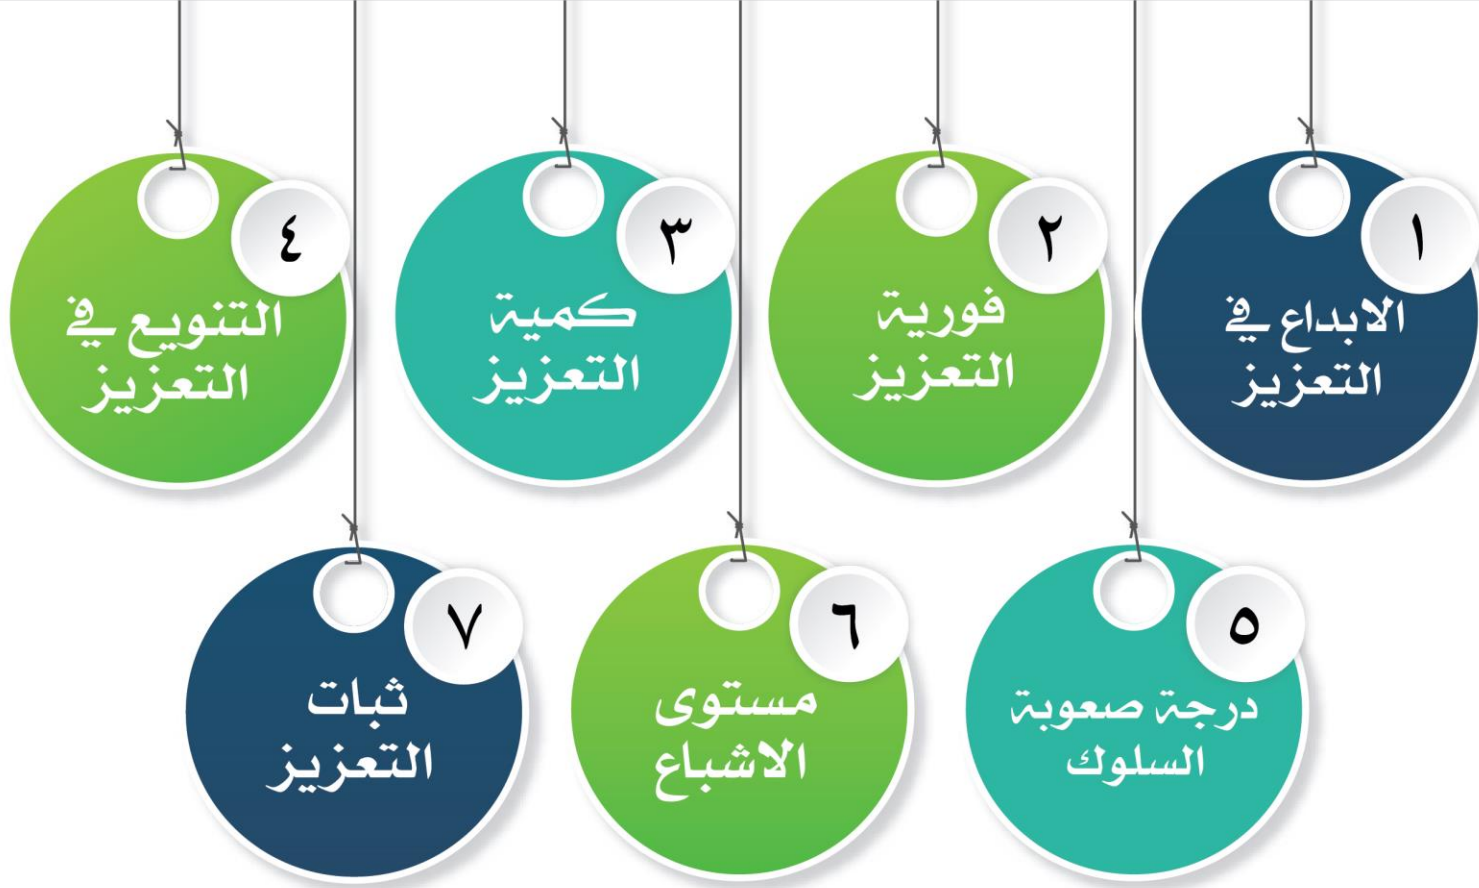 ١
الابداع في
التعزيز
٢
فورية
التعزيز
٣
كمية
التعزيز
٤
التنويع في
التعزيز
٥
درجة صعوبة
السلوك
٦
مستوى
الاشباع
٧
ثبات
التعزيز